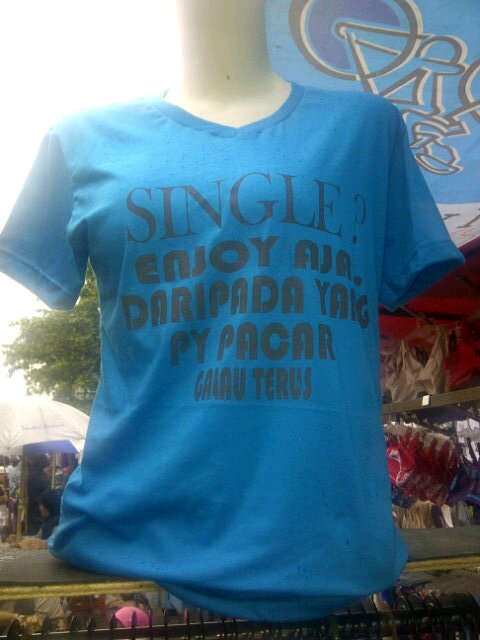 SINGLE?
ENJOY AJA.
DARIPADA YANG
PY PACAR
GALAU TERUS